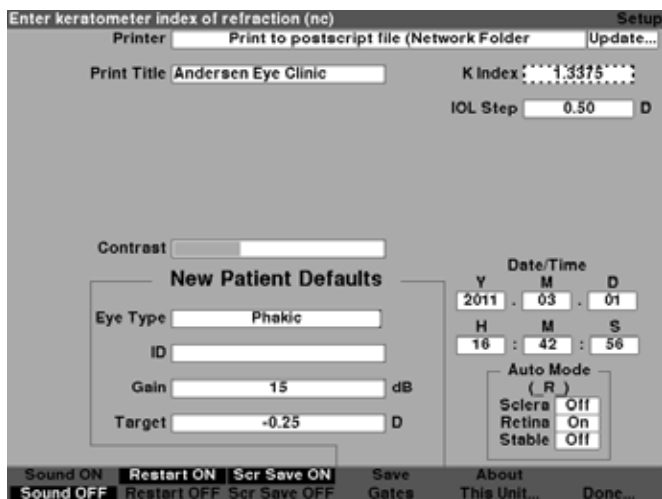 Enter keratometer index of refraction (nc) Setup
Printer Print to postscript file (Network Folder Update...
Print Title Andersen Eye Clinic K Index 1.3375
IOL Step 0.50 D
Contrast
New Patient Defaults
Date/Time
Y M D
2011 . 03 . 01
Eye Type Phakic
H M S
16 : 42 : 56
ID
Auto Mode
(_R_)
Gain 15 dB
Sclera Off
Target -0.25 D
Retina On
Stable Off
Sound ON Restart ON Scr Save ON Save About
Sound OFF Restart OFF Scr Save OFF Gates This Unit... Done...